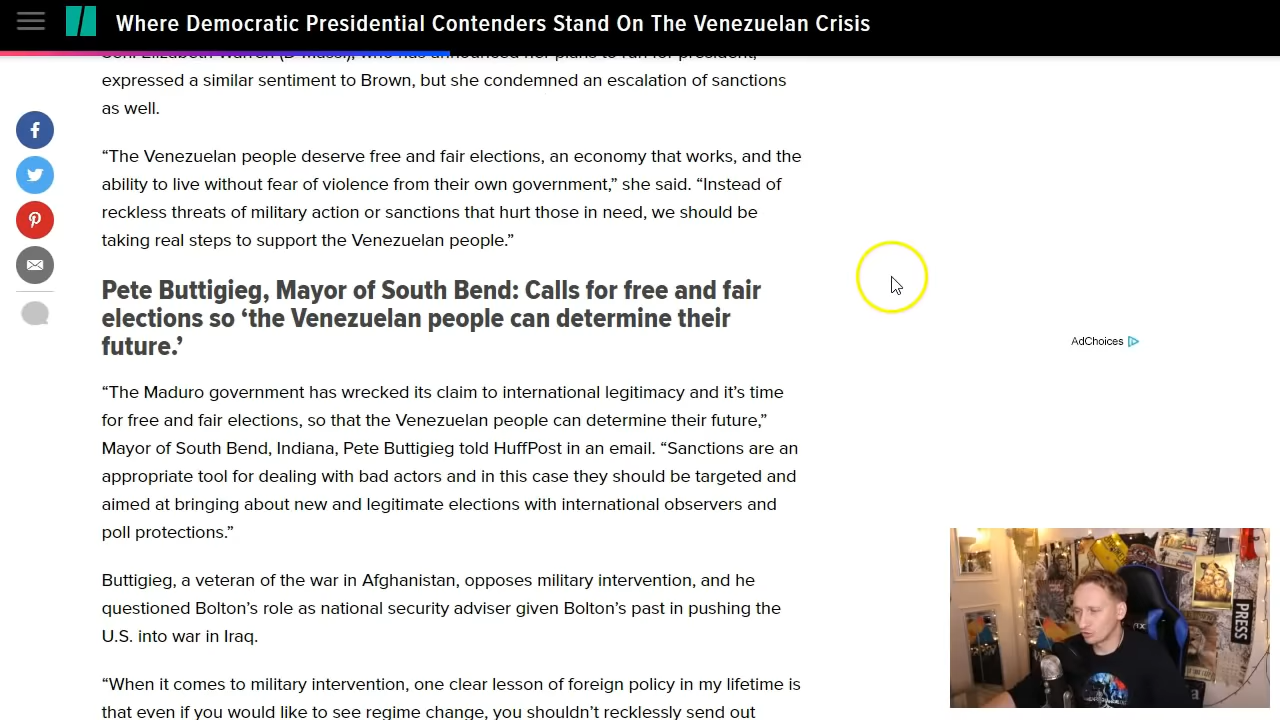 Where Democratic Presidential Contenders Stand On The Venezuelan Crisis
expressed a similar sentiment to Brown, but she condemned an escalation of sanctions
as well.
“The Venezuelan people deserve free and fair elections, an economy that works, and the
ability to live without fear of violence from their own government,” she said. “Instead of
reckless threats of military action or sanctions that hurt those in need, we should be
taking real steps to support the Venezuelan people.”
Pete Buttigieg, Mayor of South Bend: Calls for free and fair
elections so ‘the Venezuelan people can determine their
future.’
AdChoices
“The Maduro government has wrecked its claim to international legitimacy and it’s time
for free and fair elections, so that the Venezuelan people can determine their future,”
Mayor of South Bend, Indiana, Pete Buttigieg told HuffPost in an email. “Sanctions are an
appropriate tool for dealing with bad actors and in this case they should be targeted and
aimed at bringing about new and legitimate elections with international observers and
poll protections.”
Buttigieg, a veteran of the war in Afghanistan, opposes military intervention, and he
questioned Bolton’s role as national security adviser given Bolton’s past in pushing the
U.S. into war in Iraq.
“When it comes to military intervention, one clear lesson of foreign policy in my lifetime is
that even if you would like to see regime change, you shouldn’t recklessly send out
PRESS